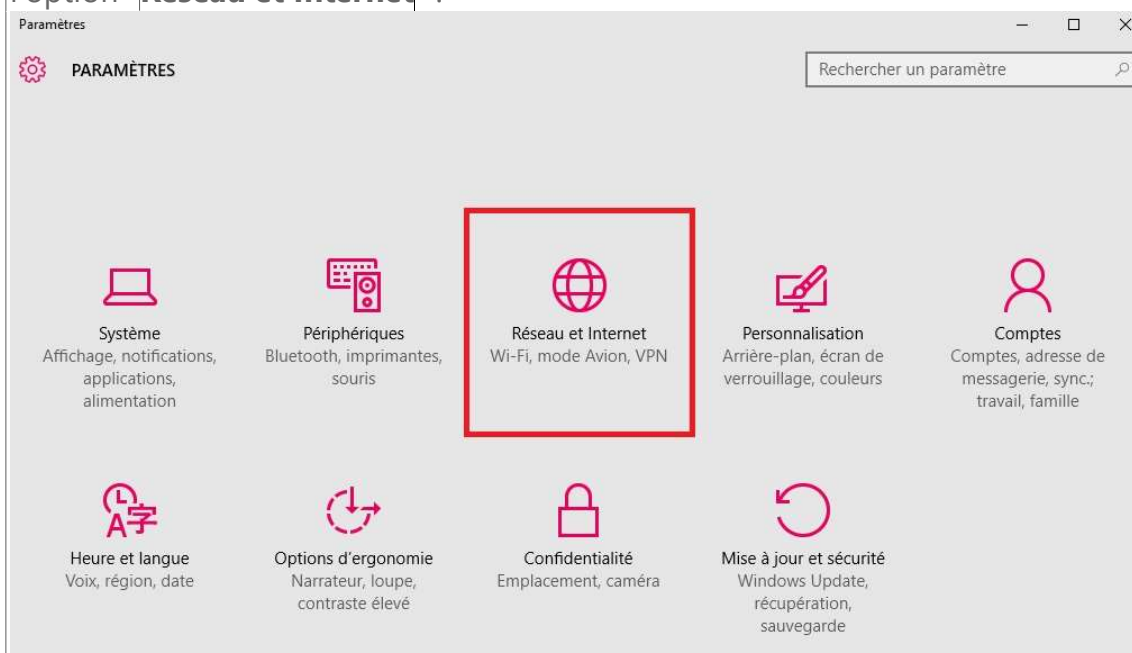 l'option "Réseau et Internet" :
Paramètres
PARAMÈTRES
Rechercher un paramètre
Système
Affichage, notifications,
applications,
alimentation
Périphériques
Bluetooth, imprimantes,
souris
Réseau et Internet
Wi-Fi, mode Avion, VPN
Personnalisation
Arrière-plan, écran de
verrouillage, couleurs
Comptes
Comptes, adresse de
messagerie, sync.;
travail, famille
Heure et langue
Voix, région, date
Options d'ergonomie
Narrateur, loupe,
contraste élevé
Confidentialité
Emplacement, caméra
Mise à jour et sécurité
Windows Update,
récupération,
sauvegarde